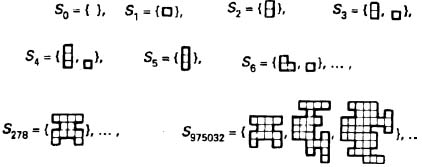 S₀ = { }, S₁ = { }, S₂ = { }, S₃ = { , },
S₄ = { , }, S₅ = { }, S₆ = { , }, ...,
S₂₇₈ = { }, ..., S₉₇₅₀₃₂ = { , , }, ..